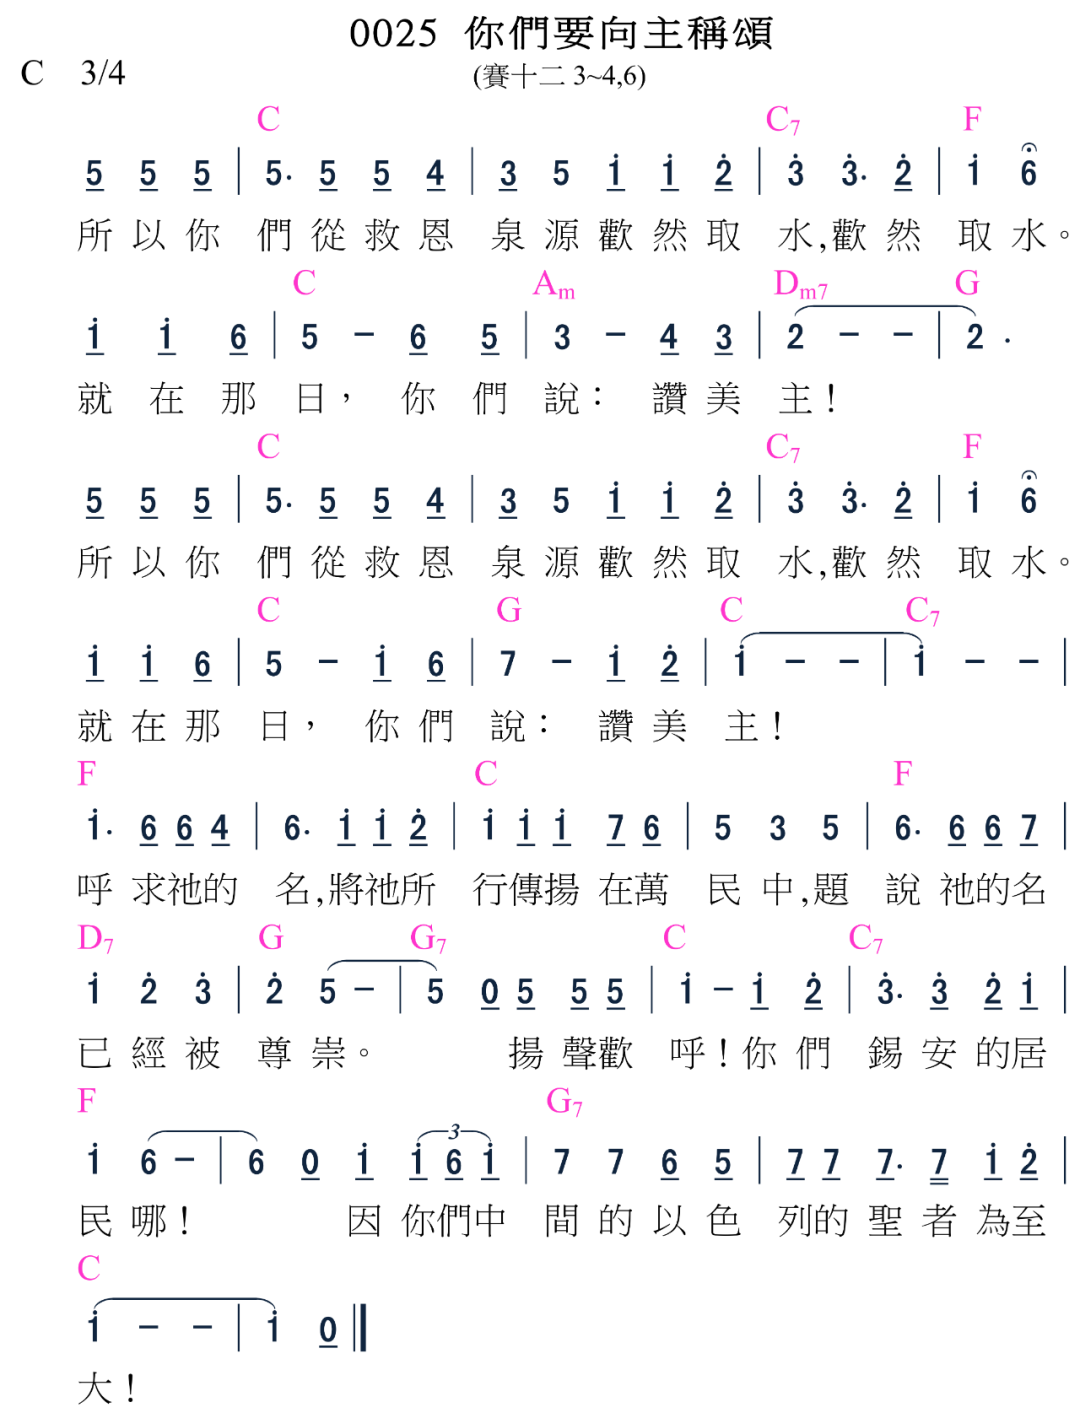 0025 你們要向主稱頌
C 3/4 (賽十二 3~4,6)
C C7 F
5 5 5 | 5. 5 5 4 | 3 5 i i 2̇ | 3̇ 3̇. 2̇ | i 6
所以你 們從救恩 泉源歡然取 水,歡然 取水。
C Am Dm7 G
i i 6 | 5 – 6 5 | 3 – 4 3 | 2 – – | 2 .
就在那 日, 你們 說: 讚美 主!
C C7 F
5 5 5 | 5. 5 5 4 | 3 5 i i 2̇ | 3̇ 3̇. 2̇ | i 6
所以你 們從救恩 泉源歡然取 水,歡然 取水。
C G C C7
i i 6 | 5 – i 6 | 7 – i 2̇ | i – – | i – – |
就在那 日, 你們 說: 讚美 主!
F C F
i. 6 6 4 | 6. i i 2̇ | i i i 7 6 | 5 3 5 | 6. 6 6 7 |
呼求祂的 名,將祂所 行傳揚在萬 民中,題 說祂的名
D7 G G7 C C7
i 2̇ 3̇ | 2̇ 5 – | 5 0 5 5 5 | i – i 2̇ | 3̇. 3̇ 2̇ i |
已經被 尊崇。 揚聲歡 呼!你們 錫安的居
F G7
i 6 – | 6 0 i 3 i 6 i | 7 7 6 5 | 7 7 7. 7 i 2̇ |
民哪! 因你們中 間的以色 列的聖者為至
C
i – – | i 0 ‖
大!